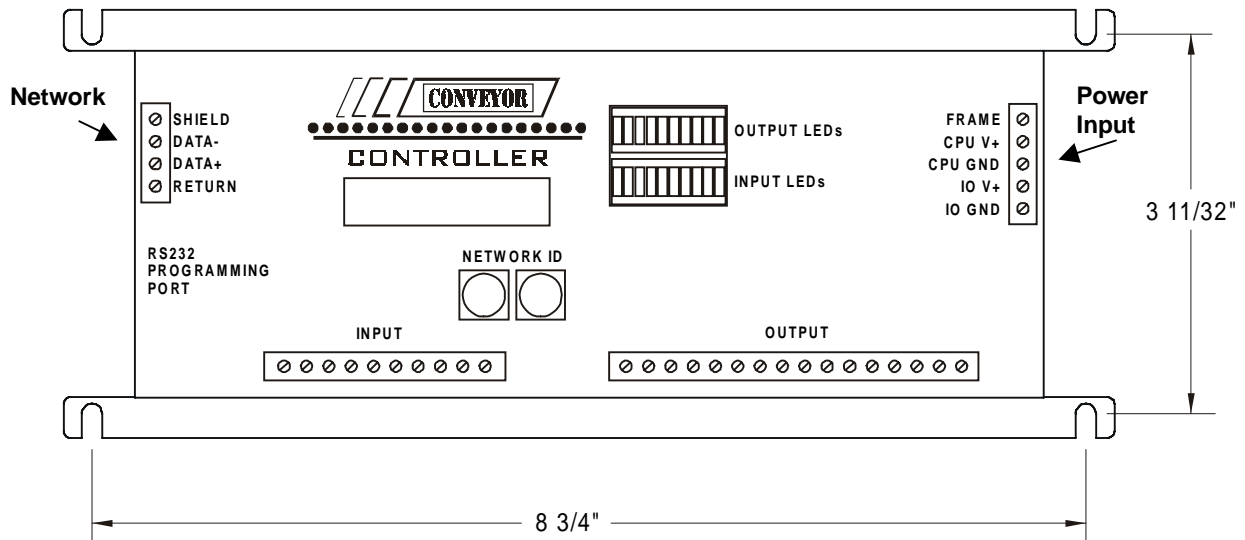 Network
SHIELD
DATA-
DATA+
RETURN
RS232
PROGRAMMING
PORT
CONVEYOR
CONTROLLER
NETWORK ID
OUTPUT LEDs
INPUT LEDs
FRAME
CPU V+
CPU GND
IO V+
IO GND
Power
Input
INPUT
OUTPUT
3 11/32"
8 3/4"